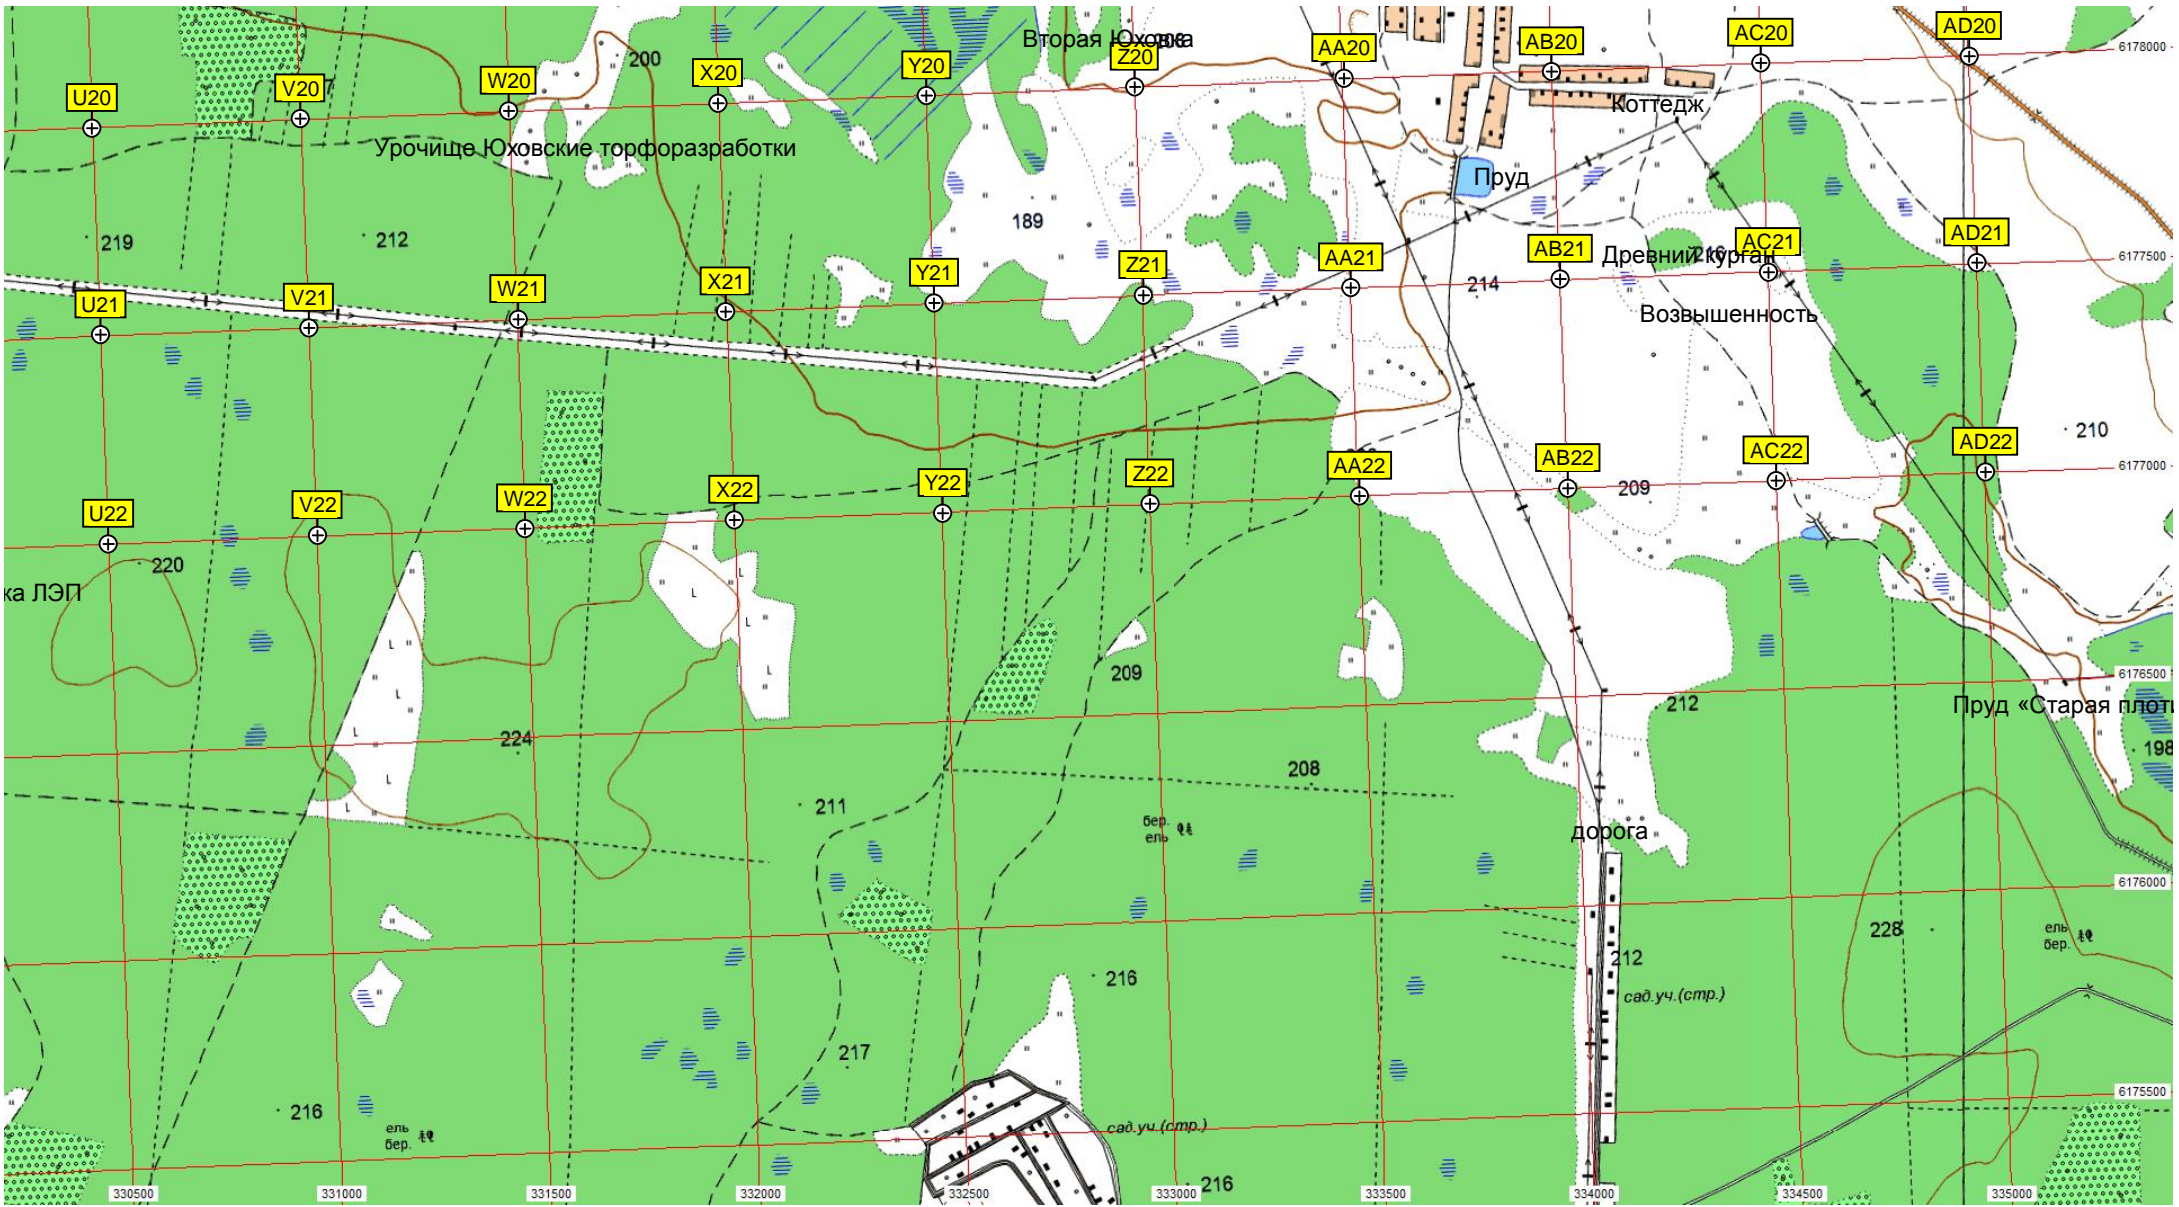 AD20
6178000
AC20
AB20
AA20
Вторая Юховка
Z20
Y20
200
X20
W20
V20
U20
Коттедж
Урочище Юховские торфоразработки
Пруд
189
219
212
AD21
AC21
Древний курган
AB21
AA21
Z21
Y21
X21
W21
V21
U21
6177500
214
Возвышенность
210
AD22
AC22
AB22
AA22
6177000
Z22
Y22
X22
W22
V22
U22
209
220
ка ЛЭП
209
6176500
212
Пруд «Старая плоти
224
198
208
211
бер.
ель
дорога
6176000
228
ель
бер.
212
216
сад.уч.(стр.)
217
6175500
216
ель
бер.
сад.уч.(стр.)
216
330500
331000
331500
332000
332500
333000
333500
334000
334500
335000